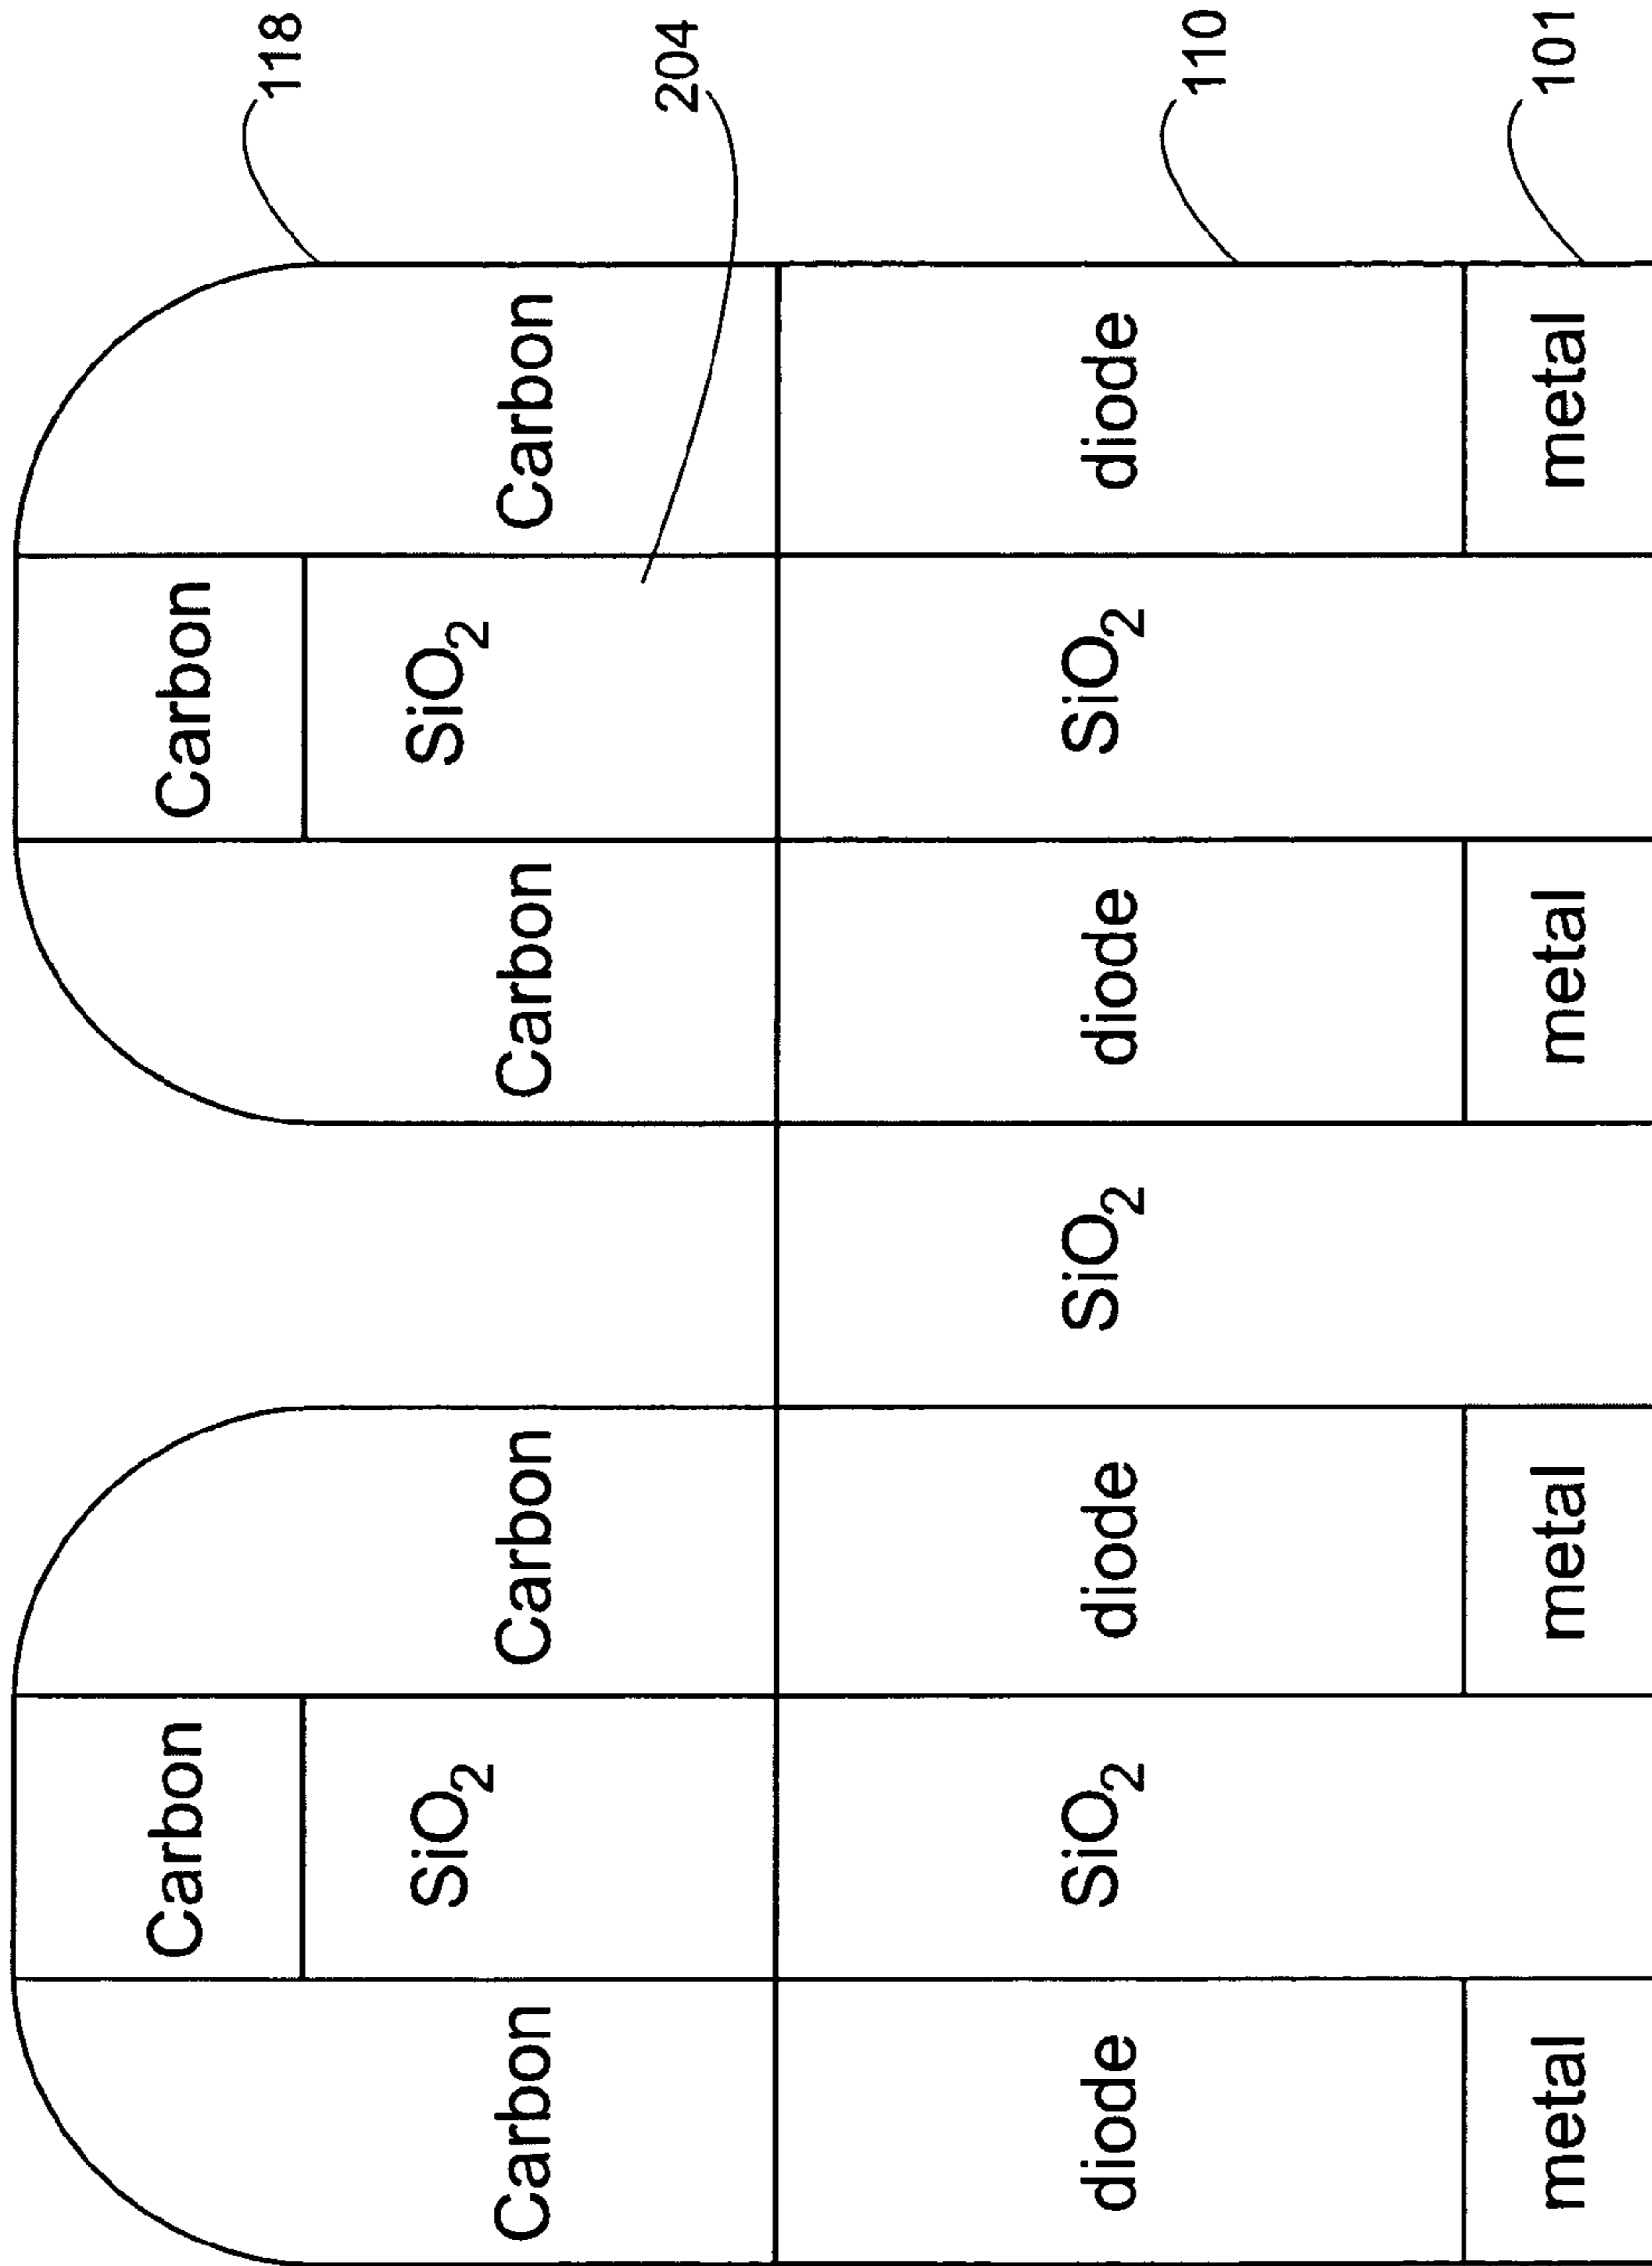 Carbon Carbon
118
SiO₂ SiO₂
Carbon Carbon Carbon Carbon
204
diode SiO₂ diode SiO₂ diode SiO₂ diode
110
metal metal metal metal 101